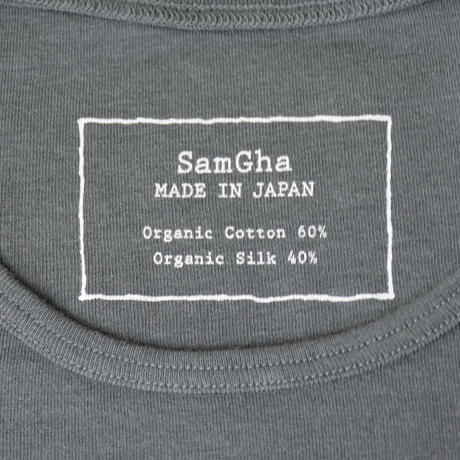 SamGha
MADE IN JAPAN
Organic Cotton 60%
Organic Silk 40%